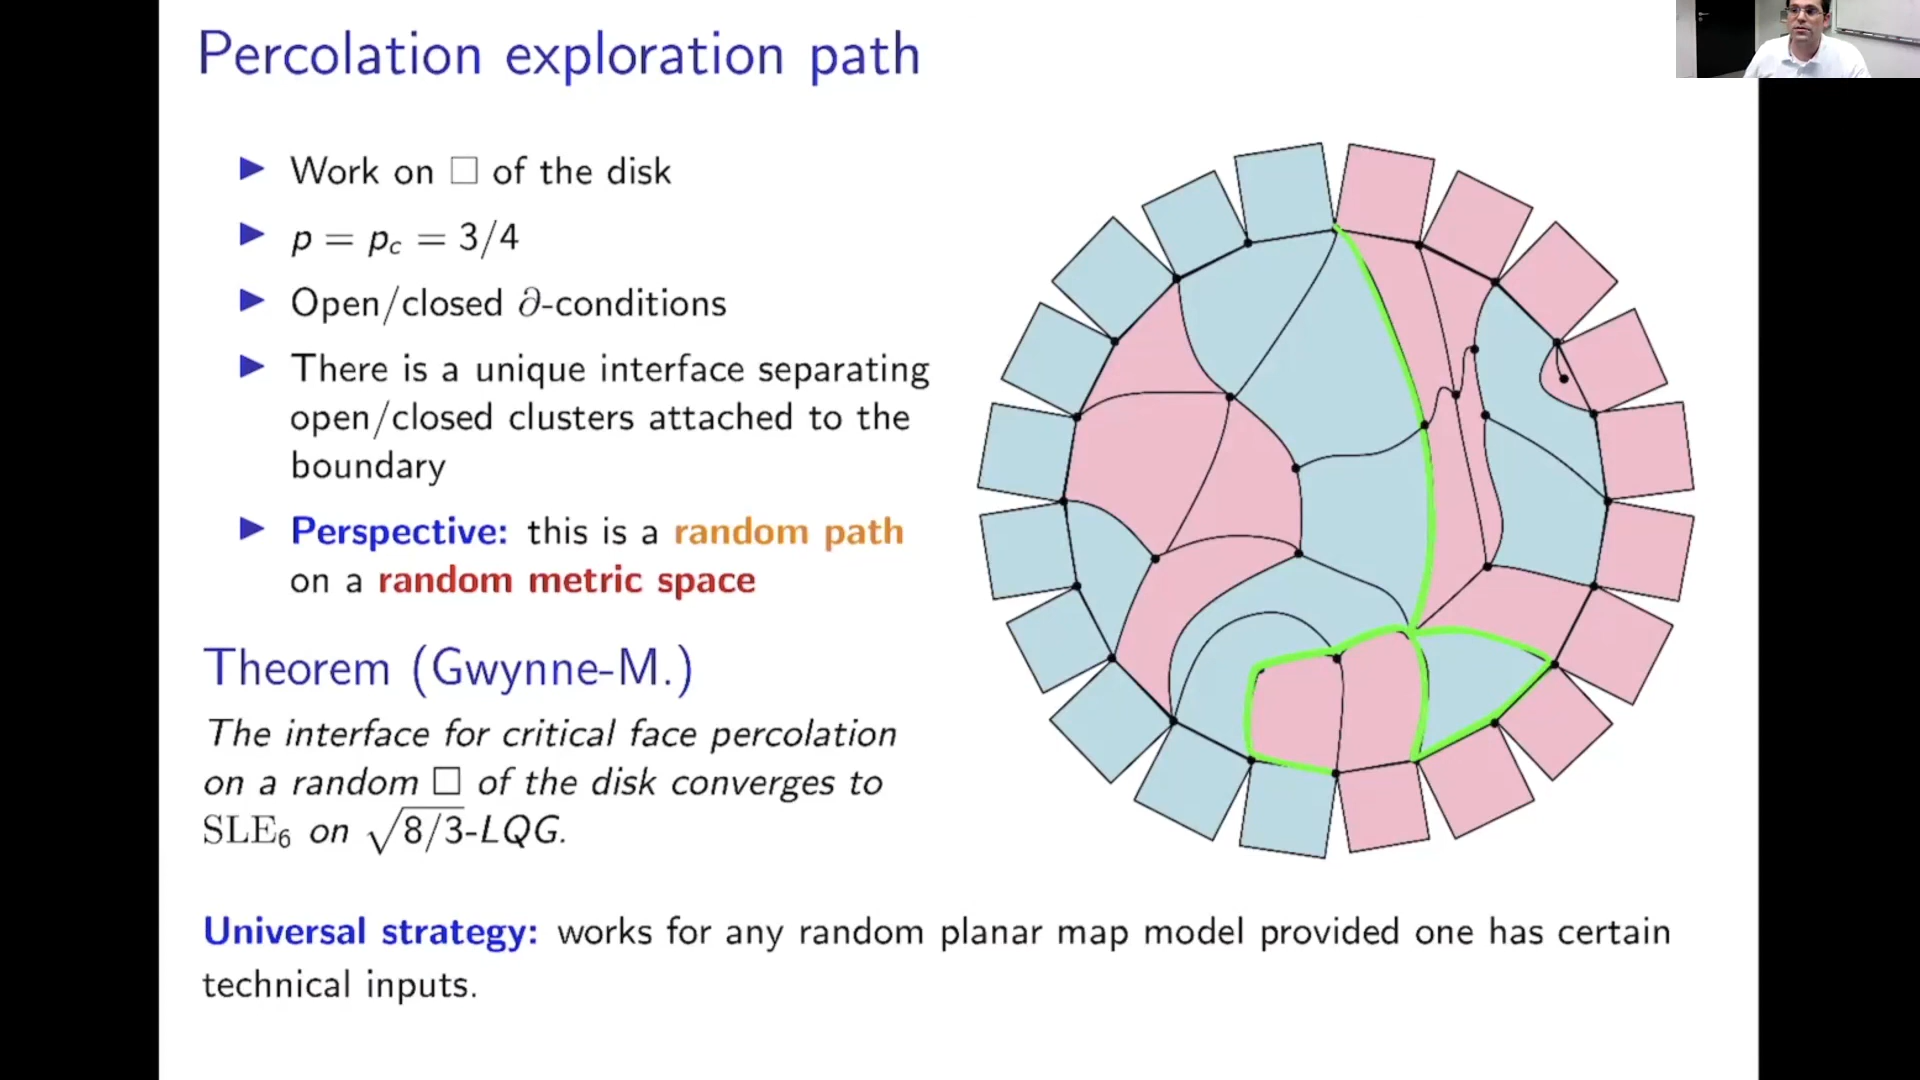 Percolation exploration path
▶ Work on □ of the disk
▶ p = p_c = 3/4
▶ Open/closed ∂-conditions
▶ There is a unique interface separating
open/closed clusters attached to the
boundary
▶ Perspective: this is a random path
on a random metric space
Theorem (Gwynne-M.)
The interface for critical face percolation
on a random □ of the disk converges to
SLE₆ on √8/3-LQG.
Universal strategy: works for any random planar map model provided one has certain
technical inputs.